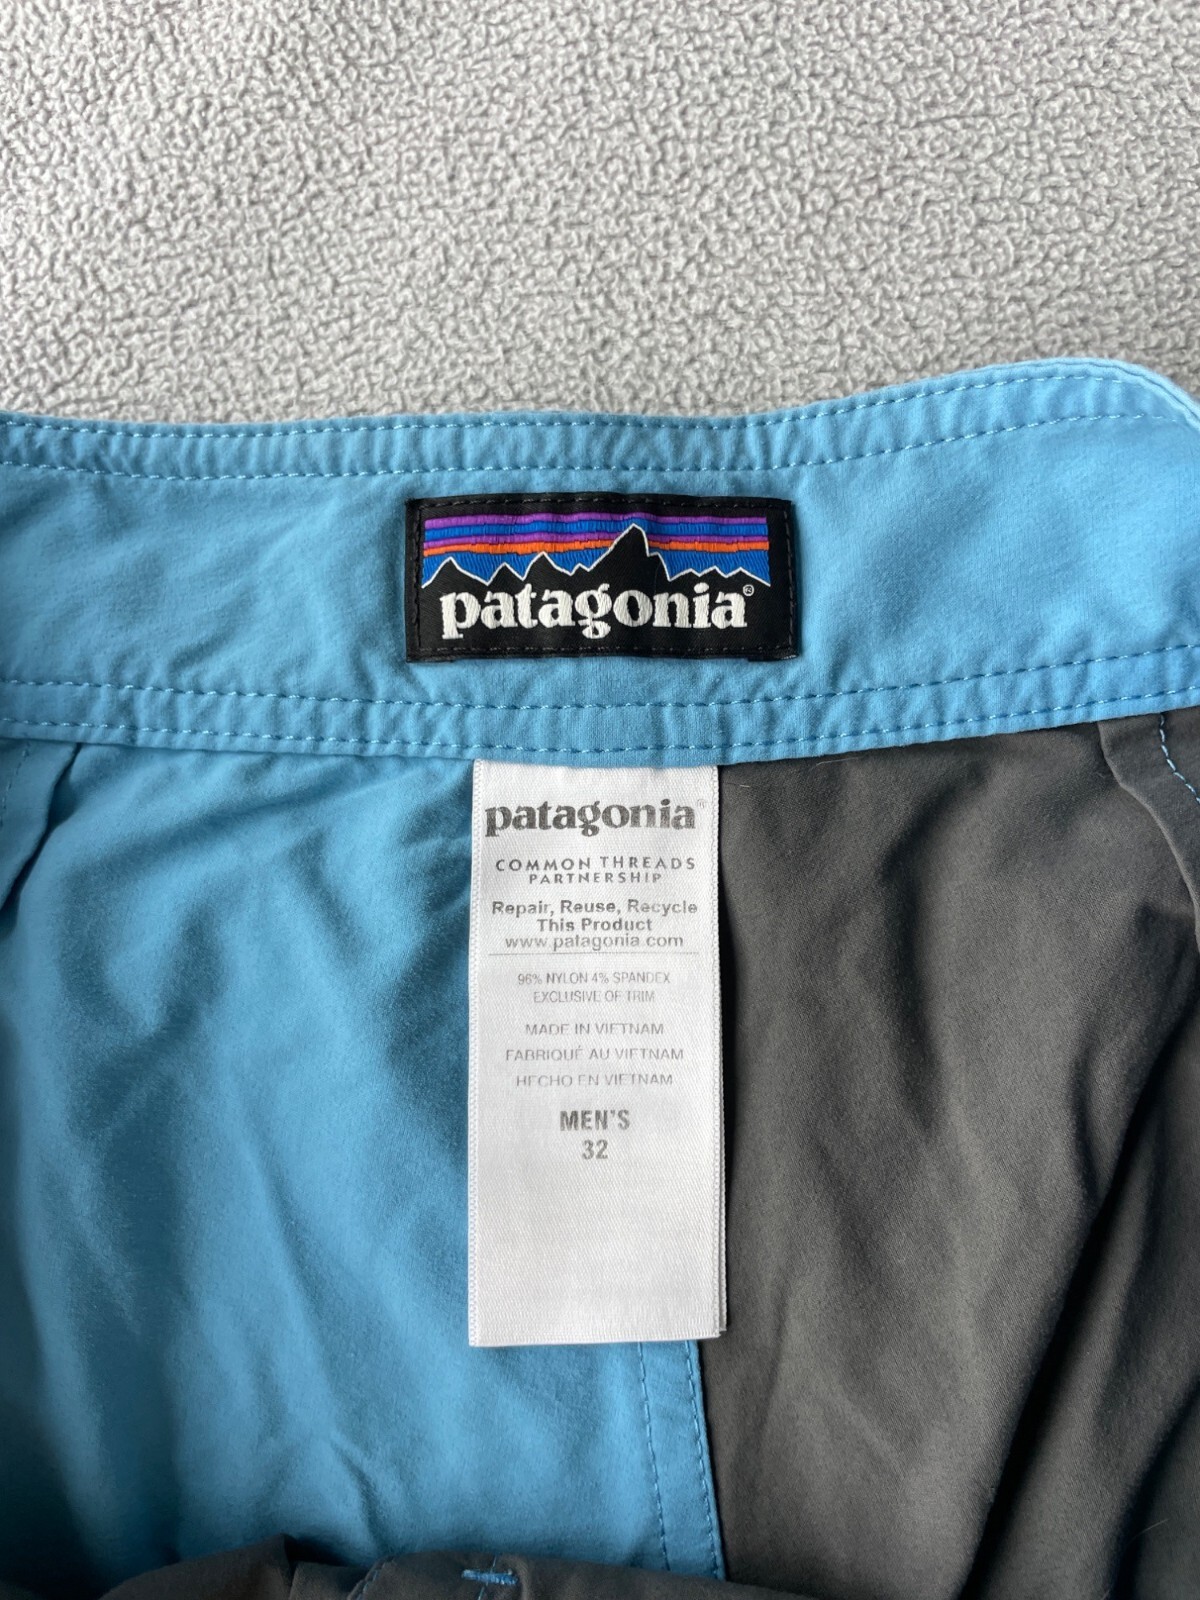 patagonia®
patagonia®
COMMON THREADS
PARTNERSHIP
Repair, Reuse, Recycle
This Product
www.patagonia.com
96% NYLON 4% SPANDEX
EXCLUSIVE OF TRIM
MADE IN VIETNAM
FABRIQUÉ AU VIETNAM
HECHO EN VIETNAM
MEN'S
32